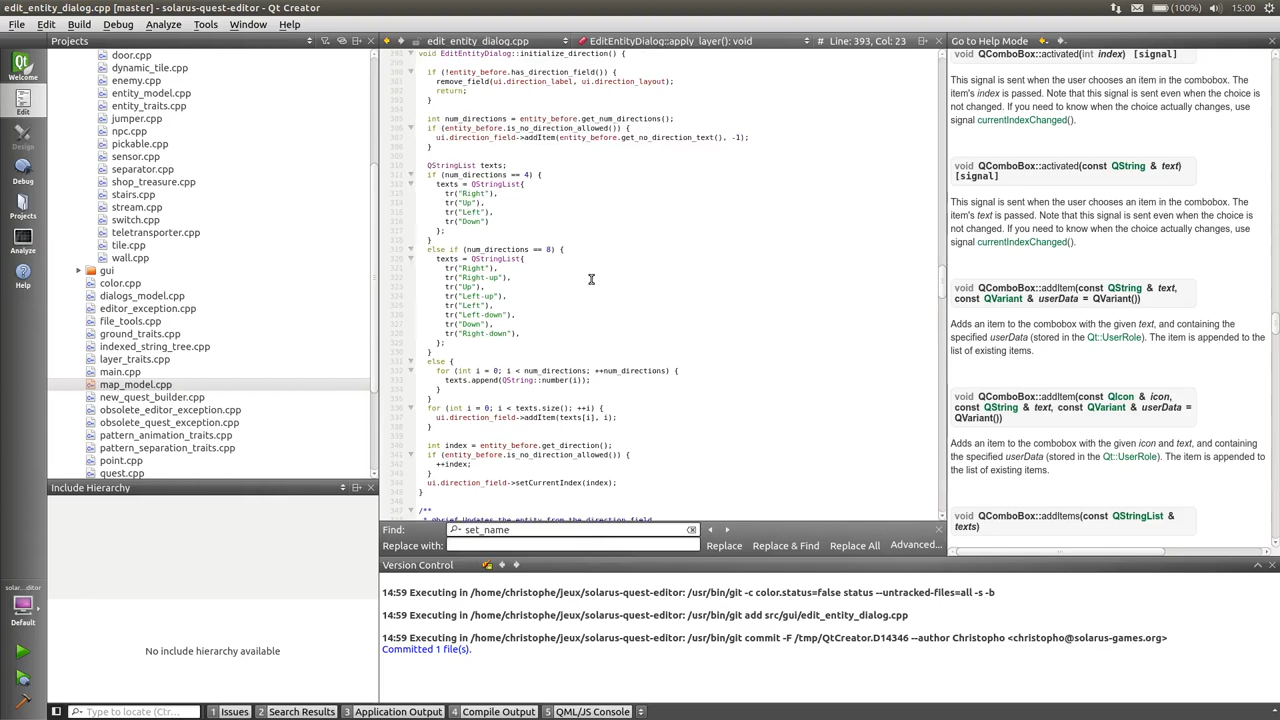 edit_entity_dialog.cpp [master] - solarus-quest-editor - Qt Creator
(100%) 15:00
File Edit Build Debug Analyze Tools Window Help
Projects
edit_entity_dialog.cpp
EditEntityDialog::apply_layer(): void
# Line: 393, Col: 23
Go to Help Mode
Welcome
Edit
Design
Debug
Projects
Analyze
Help
solar...ditor
Default
door.cpp
dynamic_tile.cpp
enemy.cpp
entity_model.cpp
entity_traits.cpp
jumper.cpp
npc.cpp
pickable.cpp
sensor.cpp
separator.cpp
shop_treasure.cpp
stairs.cpp
stream.cpp
switch.cpp
teletransporter.cpp
tile.cpp
wall.cpp
gui
color.cpp
dialogs_model.cpp
editor_exception.cpp
file_tools.cpp
ground_traits.cpp
indexed_string_tree.cpp
layer_traits.cpp
main.cpp
map_model.cpp
new_quest_builder.cpp
obsolete_editor_exception.cpp
obsolete_quest_exception.cpp
pattern_animation_traits.cpp
pattern_separation_traits.cpp
point.cpp
quest.cpp
Include Hierarchy
No include hierarchy available
void EditEntityDialog::initialize_direction() {
if (!entity_before.has_direction_field()) {
remove_field(ui.direction_label, ui.direction_layout);
return;
}
int num_directions = entity_before.get_num_directions();
if (entity_before.is_no_direction_allowed()) {
ui.direction_field->addItem(entity_before.get_no_direction_text(), -1);
}
QStringList texts;
if (num_directions == 4) {
texts = QStringList{
tr("Right"),
tr("Up"),
tr("Left"),
tr("Down")
};
}
else if (num_directions == 8) {
texts = QStringList{
tr("Right"),
tr("Right-up"),
tr("Up"),
tr("Left-up"),
tr("Left"),
tr("Left-down"),
tr("Down"),
tr("Right-down"),
};
}
else {
for (int i = 0; i < num_directions; ++num_directions) {
texts.append(QString::number(i));
}
}
for (int i = 0; i < texts.size(); ++i) {
ui.direction_field->addItem(texts[i], i);
}
int index = entity_before.get_direction();
if (entity_before.is_no_direction_allowed()) {
++index;
}
ui.direction_field->setCurrentIndex(index);
}
/**
* @brief Updates the entity from the direction field.
Find: set_name
Replace with:
Replace Replace & Find Replace All Advanced...
Version Control
14:59 Executing in /home/christophe/jeux/solarus-quest-editor: /usr/bin/git -c color.status=false status --untracked-files=all -s -b
14:59 Executing in /home/christophe/jeux/solarus-quest-editor: /usr/bin/git add src/gui/edit_entity_dialog.cpp
14:59 Executing in /home/christophe/jeux/solarus-quest-editor: /usr/bin/git commit -F /tmp/QtCreator.D14346 --author Christopho <christopho@solarus-games.org>
Committed 1 file(s).
void QComboBox::activated(int index) [signal]
This signal is sent when the user chooses an item in the combobox. The
item's index is passed. Note that this signal is sent even when the choice is
not changed. If you need to know when the choice actually changes, use
signal currentIndexChanged().
void QComboBox::activated(const QString & text)
[signal]
This signal is sent when the user chooses an item in the combobox. The
item's text is passed. Note that this signal is sent even when the choice is
not changed. If you need to know when the choice actually changes, use
signal currentIndexChanged().
void QComboBox::addItem(const QString & text,
const QVariant & userData = QVariant())
Adds an item to the combobox with the given text, and containing the
specified userData (stored in the Qt::UserRole). The item is appended to the
list of existing items.
void QComboBox::addItem(const QIcon & icon,
const QString & text, const QVariant & userData =
QVariant())
Adds an item to the combobox with the given icon and text, and containing
the specified userData (stored in the Qt::UserRole). The item is appended to
the list of existing items.
void QComboBox::addItems(const QStringList &
texts)
Type to locate (Ctrl...
1 Issues 2 Search Results 3 Application Output 4 Compile Output 5 QML/JS Console